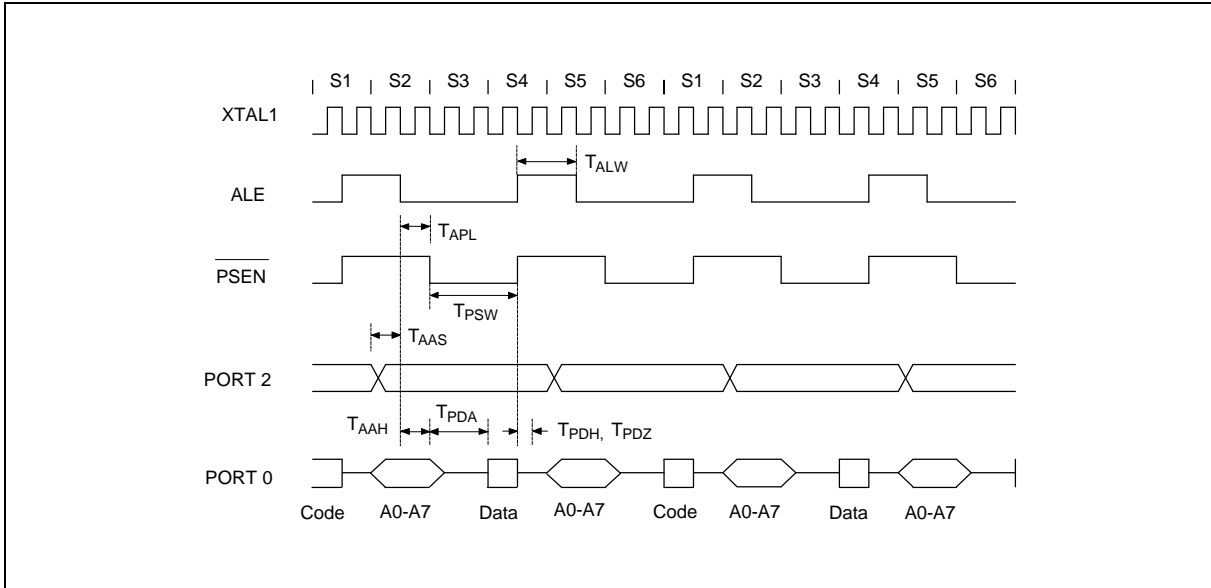 S1 S2 S3 S4 S5 S6 S1 S2 S3 S4 S5 S6
XTAL1
TALW
ALE
TAPL
PSEN
TPSW
TAAS
PORT 2
TAAH TPDA TPDH, TPDZ
PORT 0
Code A0-A7 Data A0-A7 Code A0-A7 Data A0-A7